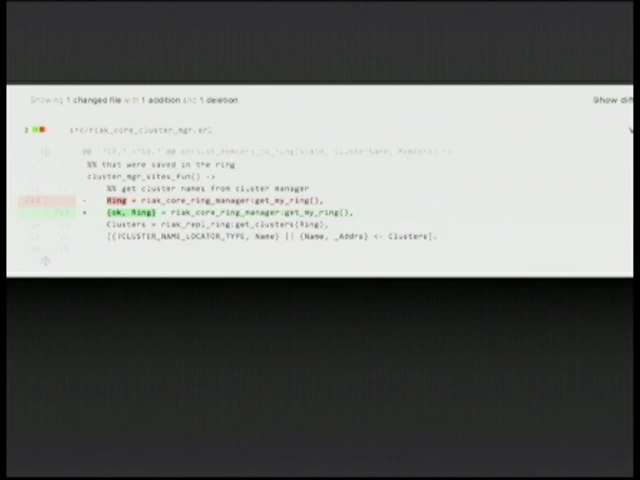 Showing 1 changed file with 1 addition and 1 deletion
Show dif
2
src/riak_core_cluster_mgr.erl
%% that were saved in the ring
cluster_mgr_sites_fun() ->
%% get cluster names from cluster manager
- Ring = riak_core_ring_manager:get_my_ring(),
+ {ok, Ring} = riak_core_ring_manager:get_my_ring(),
Clusters = riak_repl_ring:get_clusters(Ring),
[{?CLUSTER_NAME_LOCATOR_TYPE, Name} || {Name, _Addrs} <- Clusters].